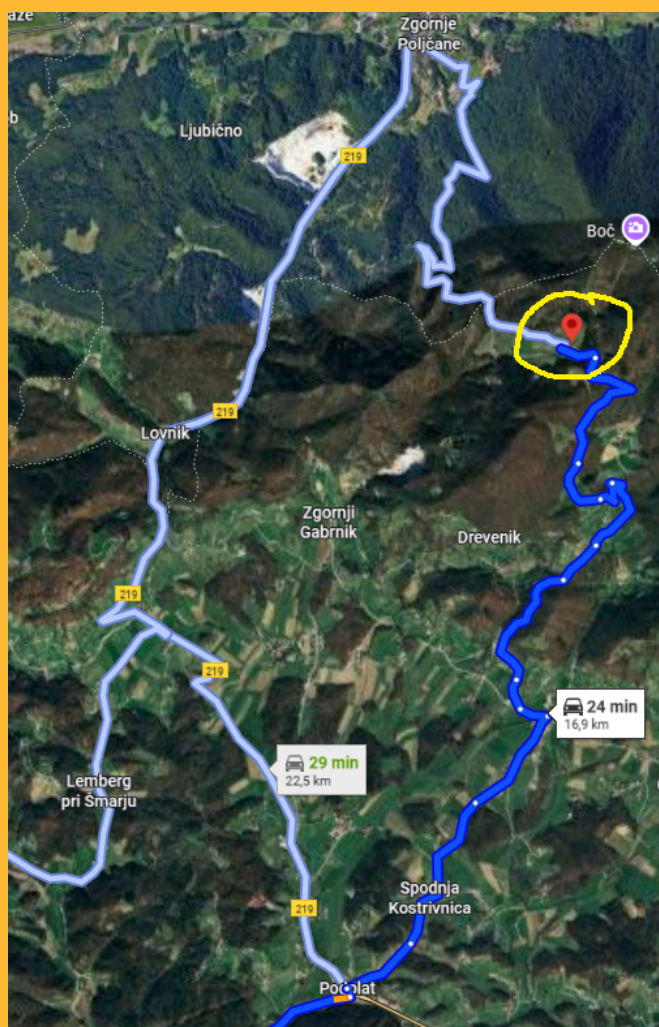 aze
Zgornje
Poljčane
ob
Ljubično
219
Boč
219
Lovnik
Zgornji
Gabrnik
Drevenik
219
219
24 min
16,9 km
29 min
22,5 km
Lemberg
pri Šmarju
Spodnja
Kostrivnica
219
Podplat